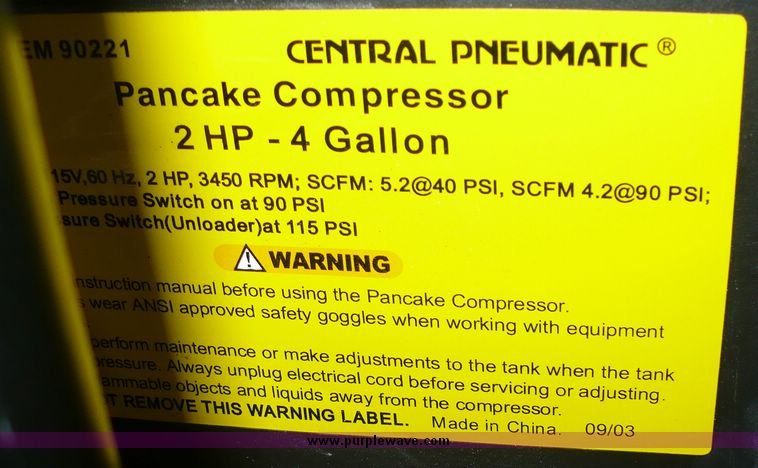 EM 90221 CENTRAL PNEUMATIC®
Pancake Compressor
2 HP - 4 Gallon
15V,60 Hz, 2 HP, 3450 RPM; SCFM: 5.2@40 PSI, SCFM 4.2@90 PSI;
Pressure Switch on at 90 PSI
sure Switch(Unloader)at 115 PSI
WARNING
instruction manual before using the Pancake Compressor.
s wear ANSI approved safety goggles when working with equipment
perform maintenance or make adjustments to the tank when the tank
pressure. Always unplug electrical cord before servicing or adjusting.
ammable objects and liquids away from the compressor.
OT REMOVE THIS WARNING LABEL. Made in China. 09/03
www.purplewave.com